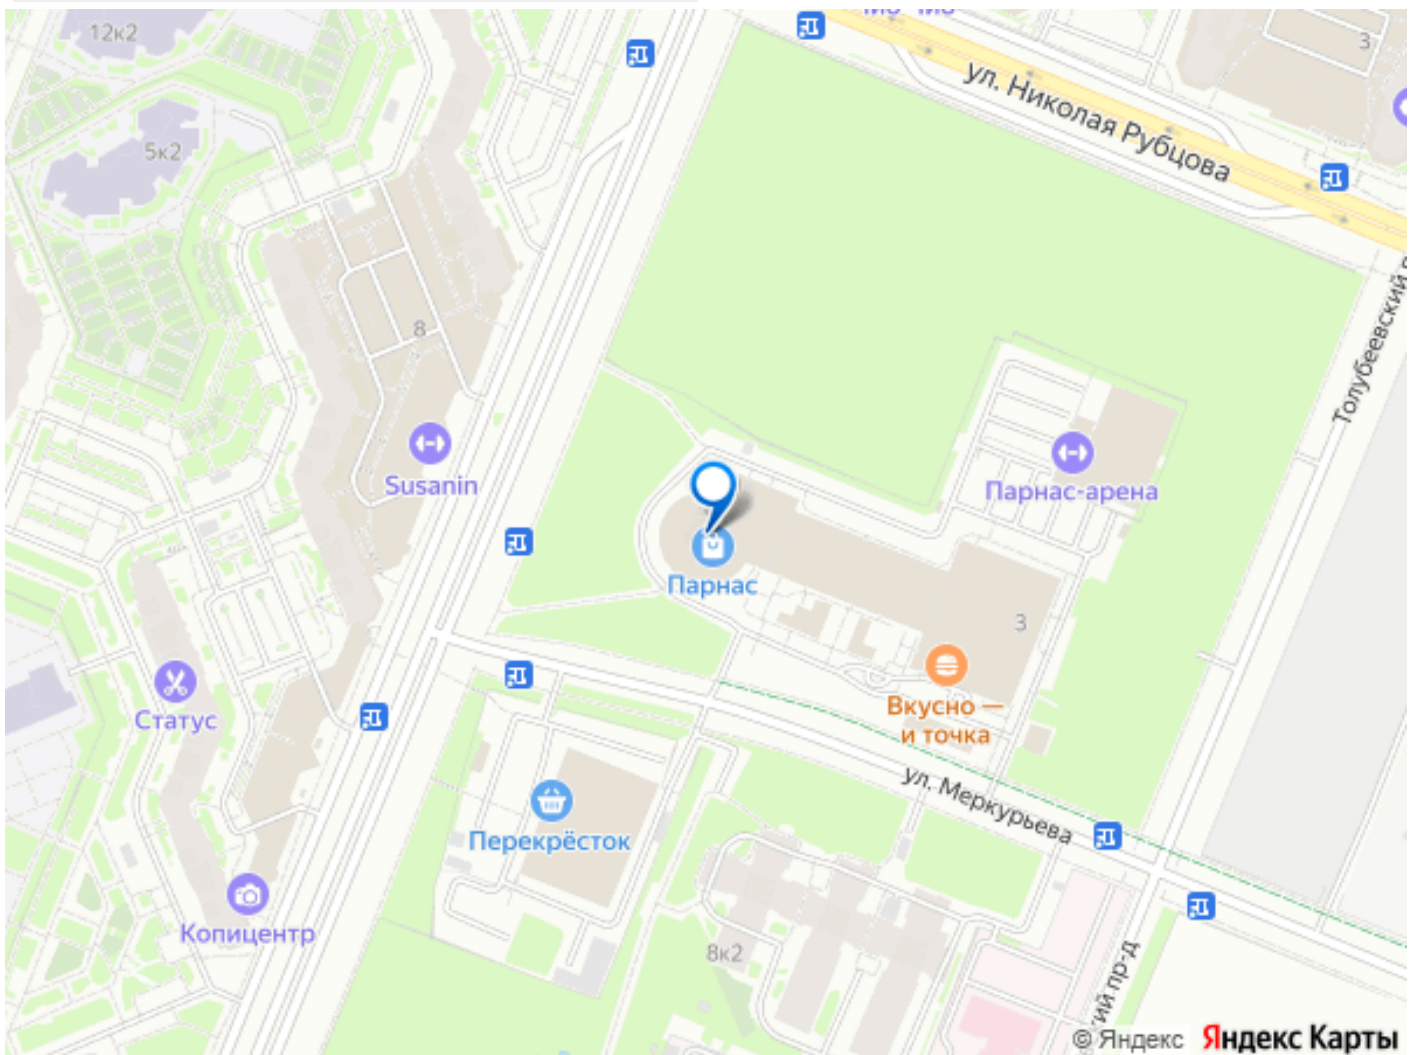 12к2
3
ул. Николая Рубцова
5к2
Толубеевский
8
Susanin
Парнас-арена
Парнас
3
Статус
Вкусно —
и точка
ул. Меркурьева
Перекрёсток
Копицентр
8к2
кий пр-д
© Яндекс Яндекс Карты